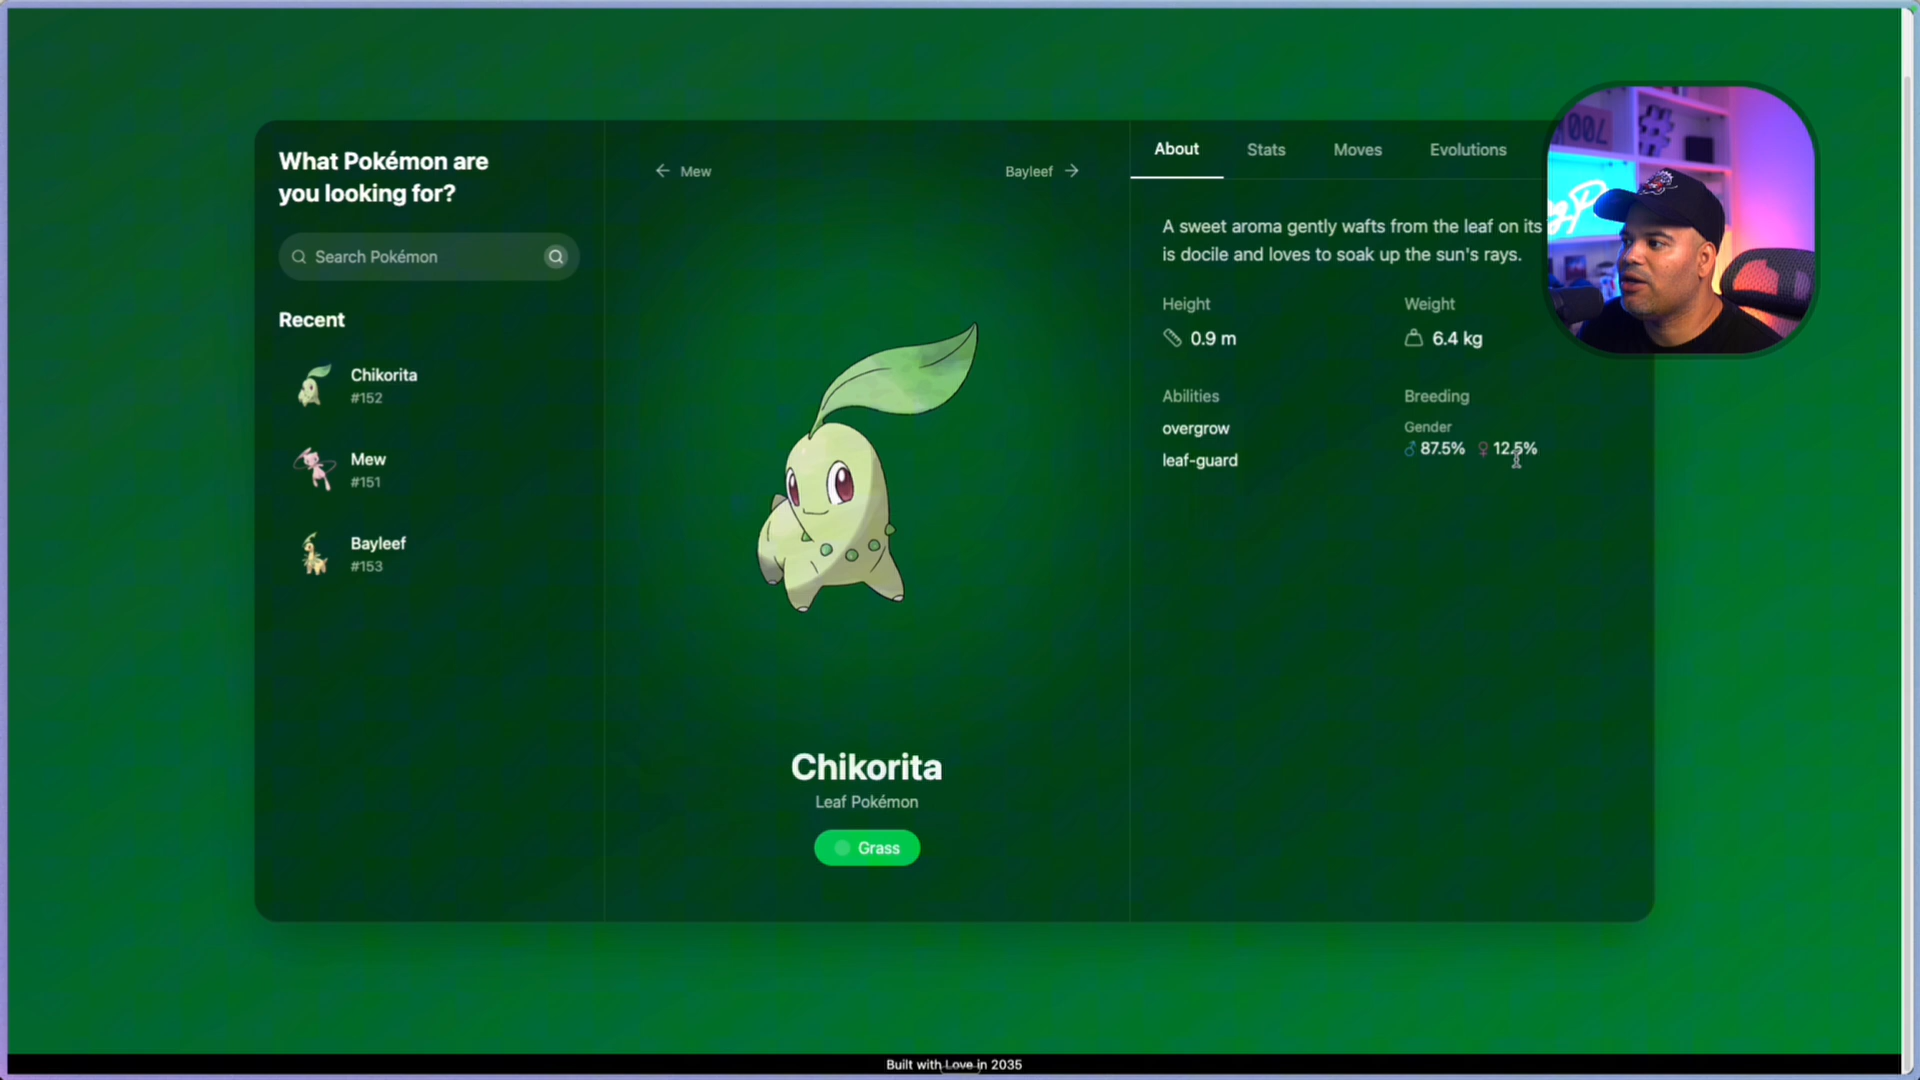 What Pokémon are
you looking for?
Search Pokémon
Recent
Chikorita
#152
Mew
#151
Bayleef
#153
Mew
Bayleef
Chikorita
Leaf Pokémon
Grass
About Stats Moves Evolutions
A sweet aroma gently wafts from the leaf on its
is docile and loves to soak up the sun's rays.
Height
0.9 m
Weight
6.4 kg
Abilities
overgrow
leaf-guard
Breeding
Gender
♂ 87.5% ♀ 12.5%
Built with Love in 2035